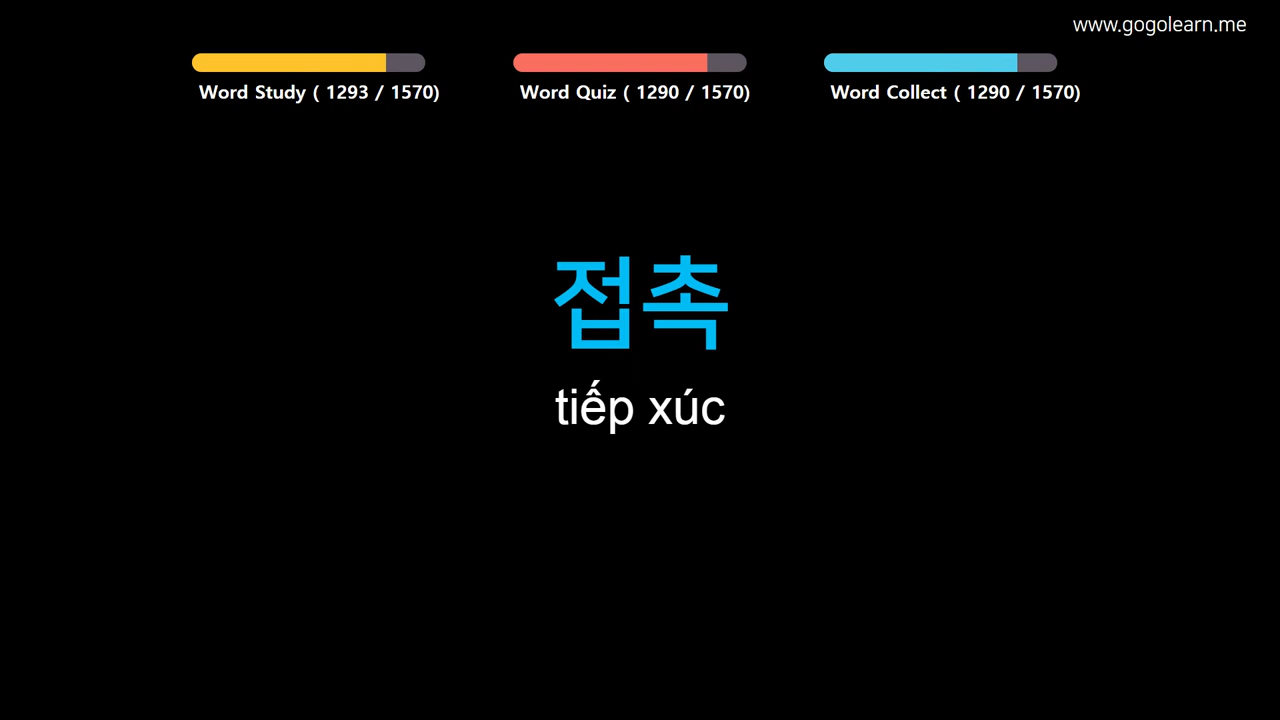 www.gogolearn.me
Word Study ( 1293 / 1570)
Word Quiz ( 1290 / 1570)
Word Collect ( 1290 / 1570)
접촉
tiếp xúc